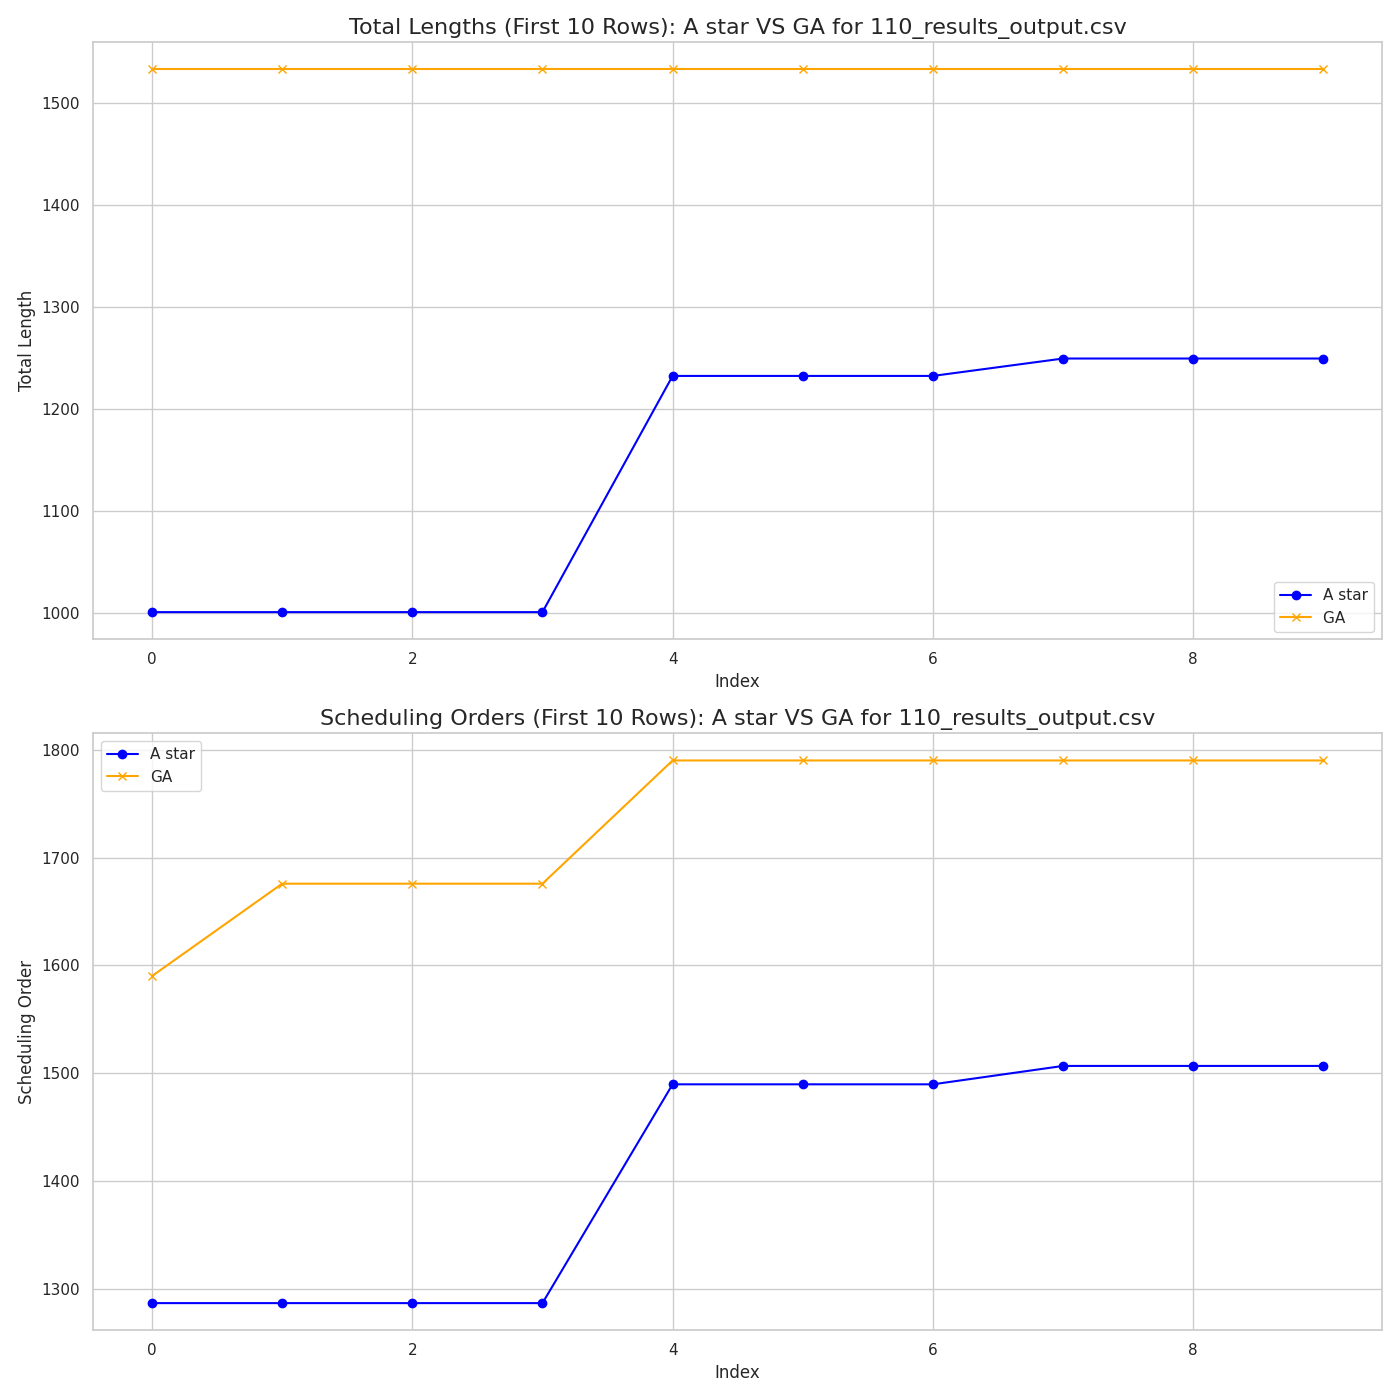 Total Lengths (First 10 Rows): A star VS GA for 110_results_output.csv
1500
1400
1300
1200
1100
1000
Total Length
A star
GA
0 2 4 6 8
Index
Scheduling Orders (First 10 Rows): A star VS GA for 110_results_output.csv
A star
GA
1800
1700
1600
1500
1400
1300
Scheduling Order
0 2 4 6 8
Index